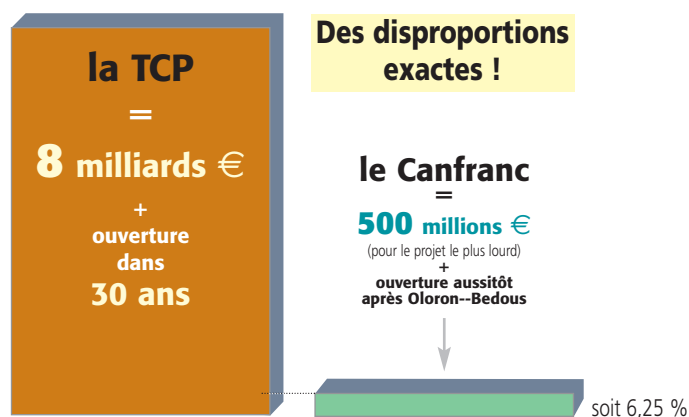 la TCP
=
8 milliards €
+
ouverture
dans
30 ans
Des disproportions
exactes !
le Canfranc
=
500 millions €
(pour le projet le plus lourd)
+
ouverture aussitôt
après Oloron--Bedous
soit 6,25 %